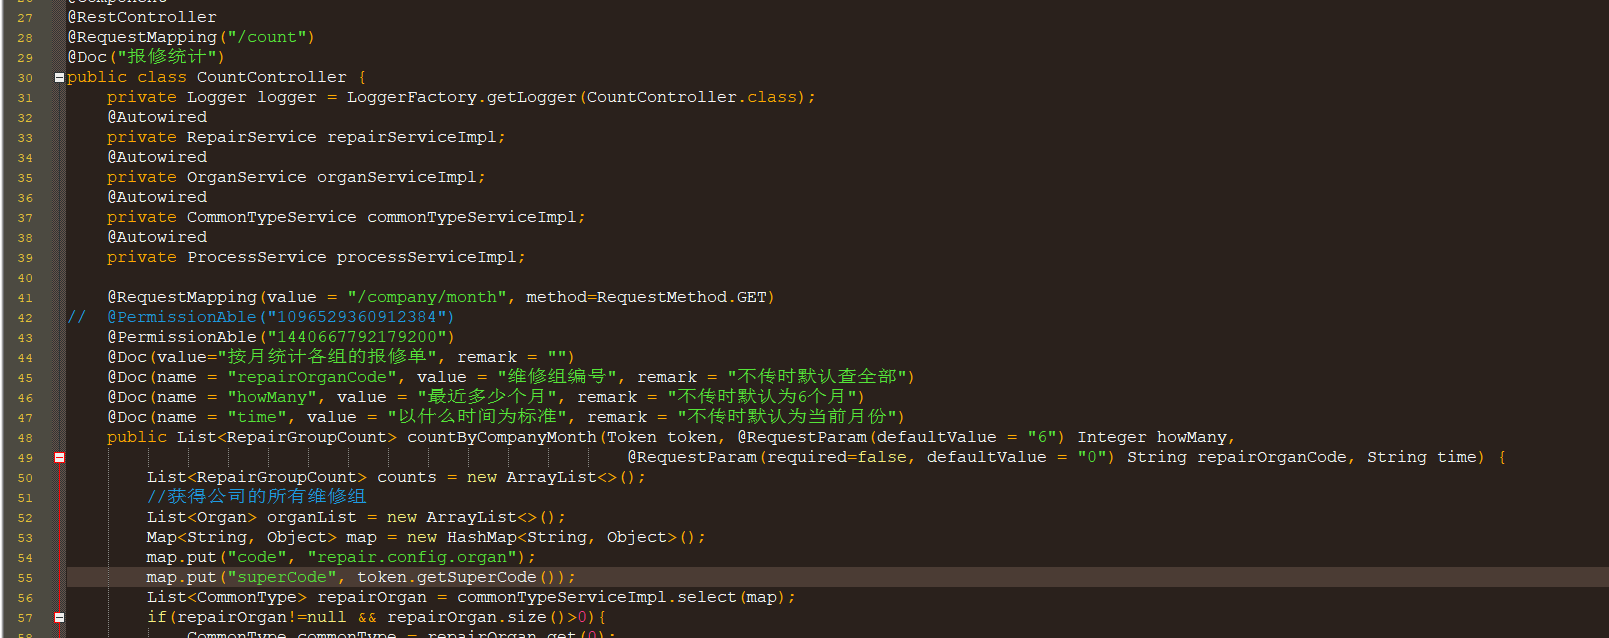 27 @RestController
28 @RequestMapping("/count")
29 @Doc("报修统计")
30 public class CountController {
31 private Logger logger = LoggerFactory.getLogger(CountController.class);
32 @Autowired
33 private RepairService repairServiceImpl;
34 @Autowired
35 private OrganService organServiceImpl;
36 @Autowired
37 private CommonTypeService commonTypeServiceImpl;
38 @Autowired
39 private ProcessService processServiceImpl;
40
41 @RequestMapping(value = "/company/month", method=RequestMethod.GET)
42 // @PermissionAble("1096529360912384")
43 @PermissionAble("1440667792179200")
44 @Doc(value="按月统计各组的报修单", remark = "")
45 @Doc(name = "repairOrganCode", value = "维修组编号", remark = "不传时默认查全部")
46 @Doc(name = "howMany", value = "最近多少个月", remark = "不传时默认为6个月")
47 @Doc(name = "time", value = "以什么时间为标准", remark = "不传时默认为当前月份")
48 public List<RepairGroupCount> countByCompanyMonth(Token token, @RequestParam(defaultValue = "6") Integer howMany,
49 @RequestParam(required=false, defaultValue = "0") String repairOrganCode, String time) {
50 List<RepairGroupCount> counts = new ArrayList<>();
51 //获得公司的所有维修组
52 List<Organ> organList = new ArrayList<>();
53 Map<String, Object> map = new HashMap<String, Object>();
54 map.put("code", "repair.config.organ");
55 map.put("superCode", token.getSuperCode());
56 List<CommonType> repairOrgan = commonTypeServiceImpl.select(map);
57 if(repairOrgan!=null && repairOrgan.size()>0){
58 CommonType commonType = repairOrgan.get(0);